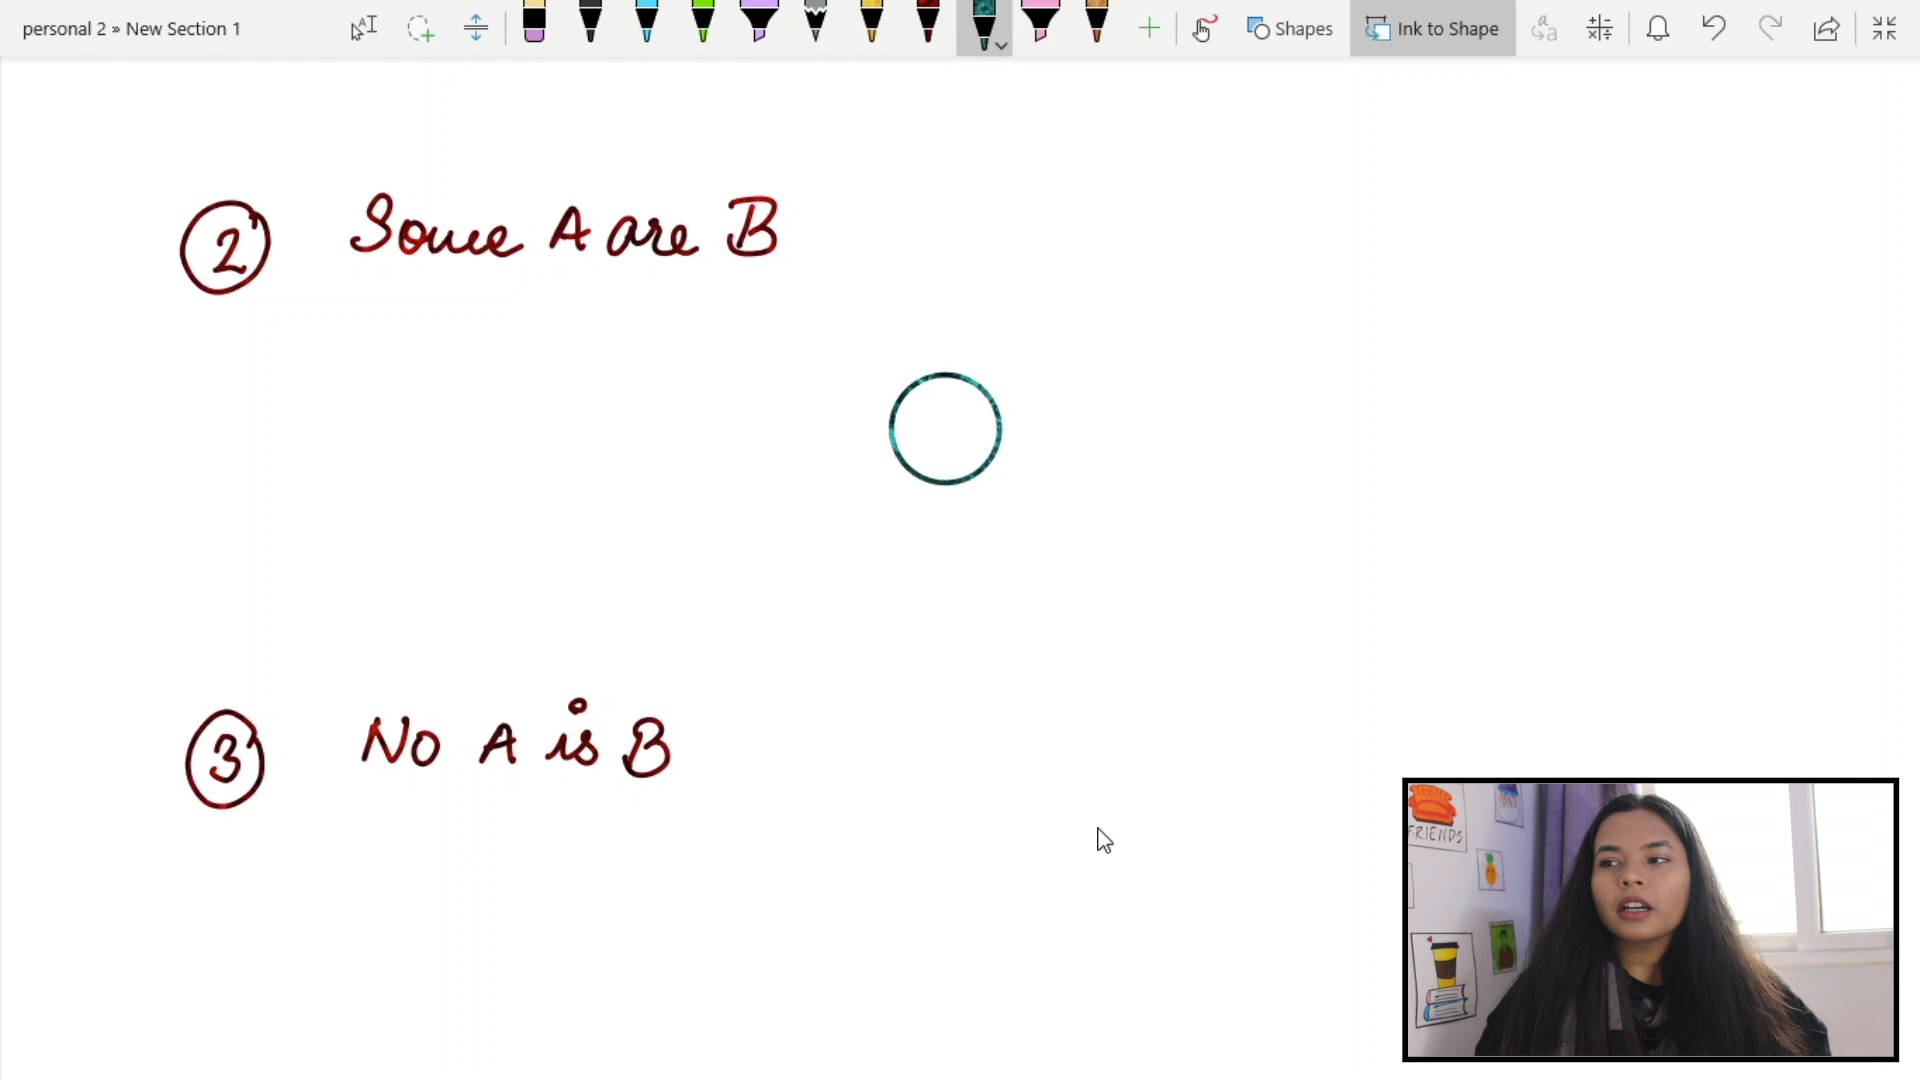 personal 2 » New Section 1
Shapes
Ink to Shape
2 Some A are B
3 No A is B
FRIENDS